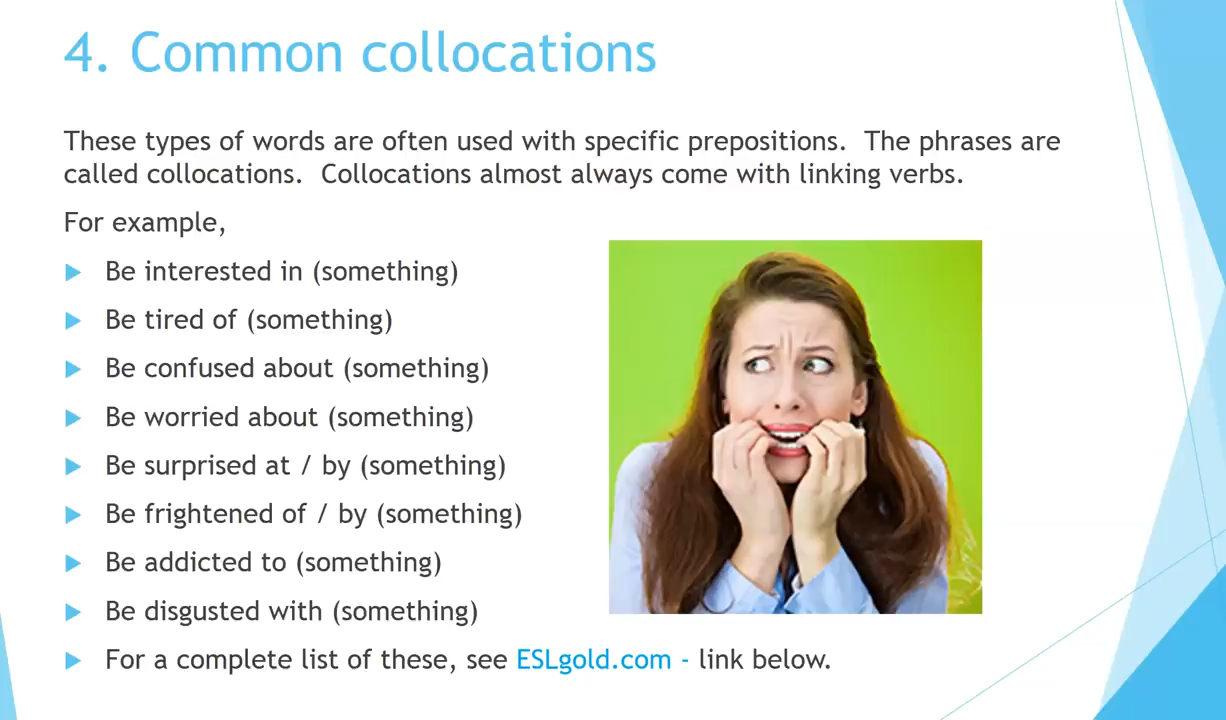 4. Common collocations
These types of words are often used with specific prepositions.  The phrases are
called collocations.  Collocations almost always come with linking verbs.
For example,
Be interested in (something)
Be tired of (something)
Be confused about (something)
Be worried about (something)
Be surprised at / by (something)
Be frightened of / by (something)
Be addicted to (something)
Be disgusted with (something)
For a complete list of these, see ESLgold.com - link below.